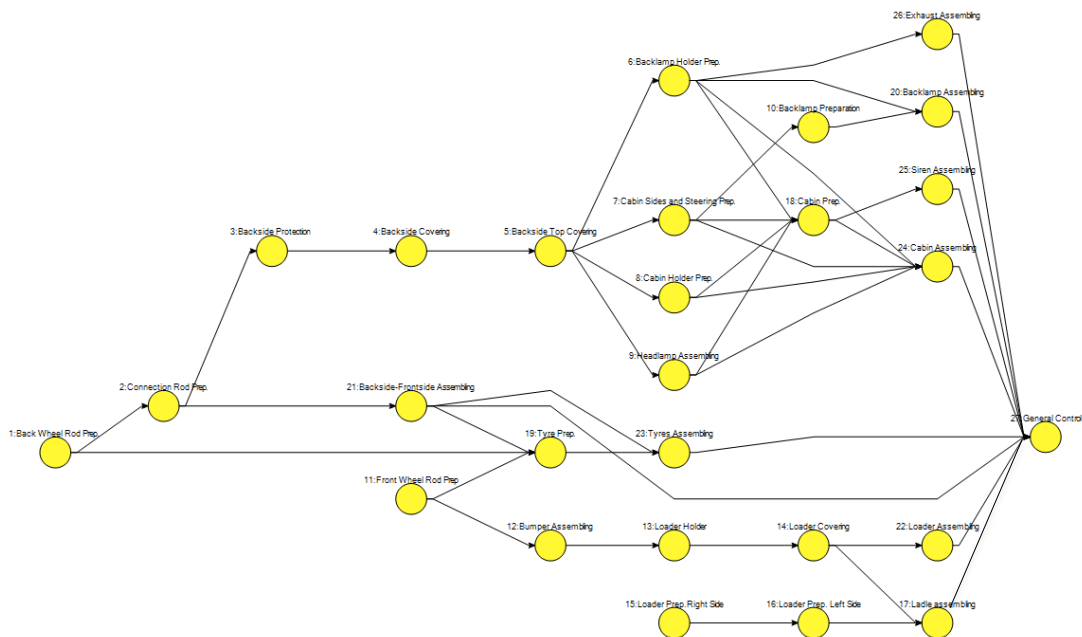 26:Exhaust Assembling
6:Backlamp Holder Prep.
20:Backlamp Assembling
10:Backlamp Preparation
25:Siren Assembling
7:Cabin Sides and Steering Prep.
18:Cabin Prep.
3:Backside Protection
4:Backside Covering
5:Backside Top Covering
24:Cabin Assembling
8:Cabin Holder Prep.
9:Headlamp Assembling
2:Connection Rod Prep.
21:Backside-Frontside Assembling
27:General Control
1:Back Wheel Rod Prep.
19:Tyre Prep.
23:Tyres Assembling
11:Front Wheel Rod Prep
12:Bumper Assembling
13:Loader Holder
14:Loader Covering
22:Loader Assembling
15:Loader Prep. Right Side
16:Loader Prep. Left Side
17:Ladle assembling